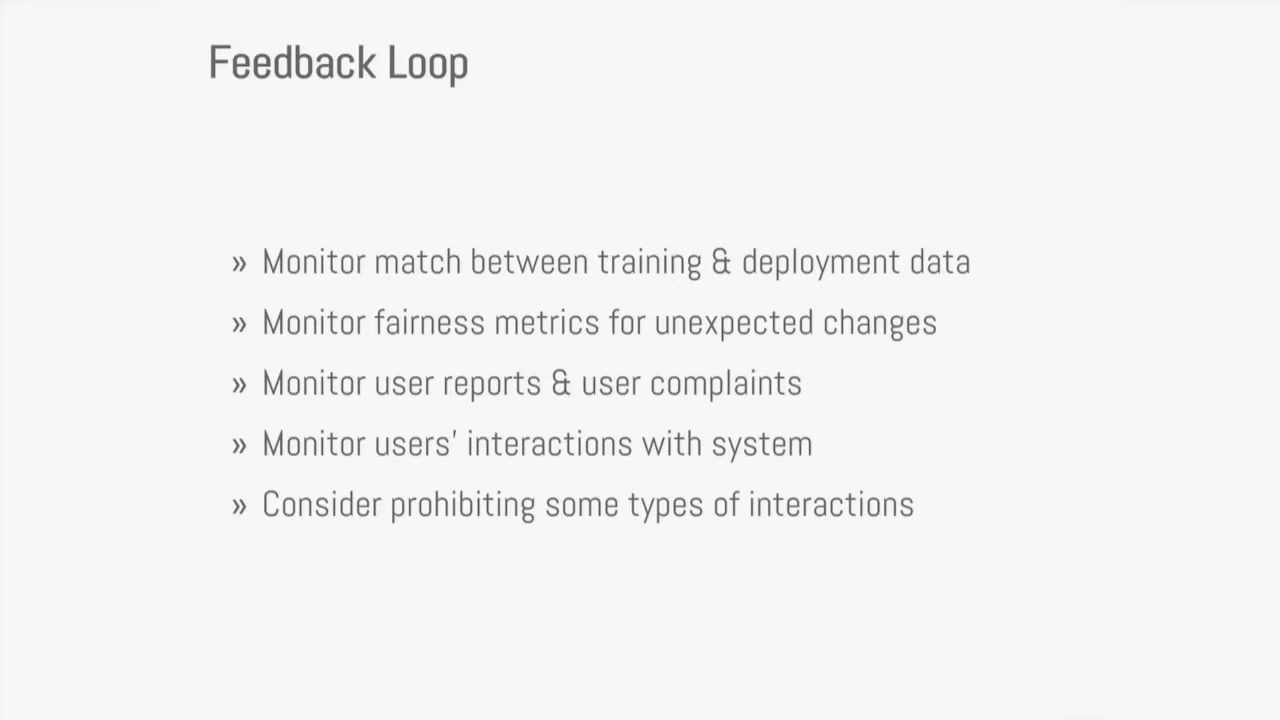 Feedback Loop
» Monitor match between training & deployment data
» Monitor fairness metrics for unexpected changes
» Monitor user reports & user complaints
» Monitor users' interactions with system
» Consider prohibiting some types of interactions